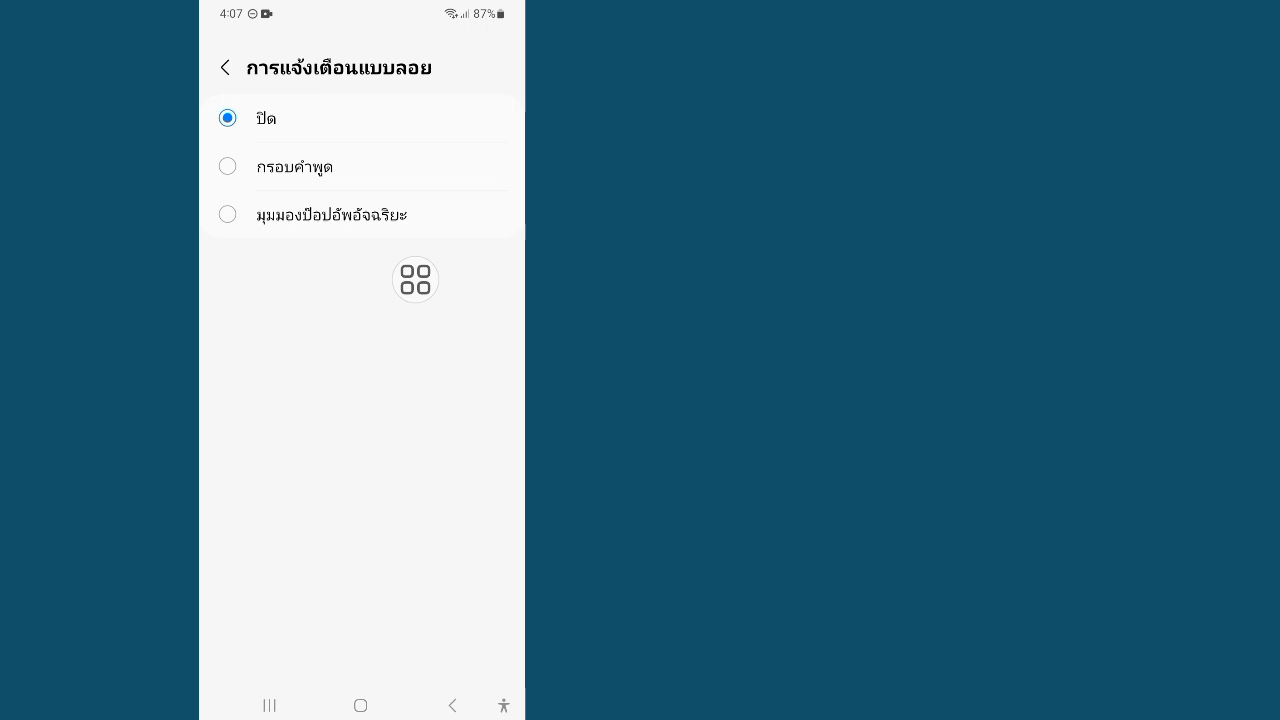 4:07 87%
การแจ้งเตือนแบบลอย
ปิด
กรอบคำพูด
มุมมองป๊อปอัพอัจฉริยะ